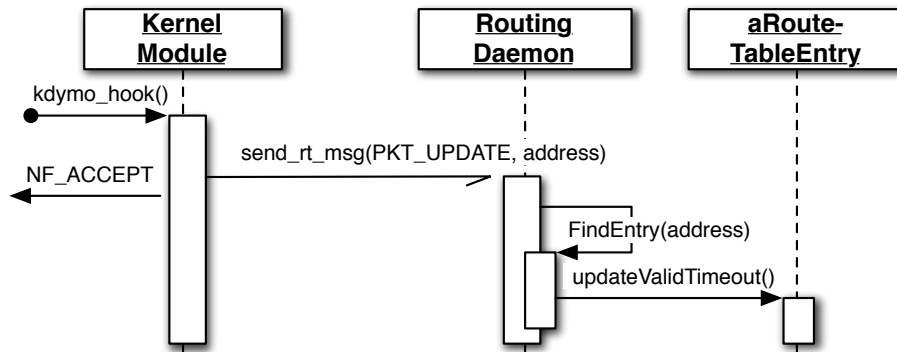 Kernel
Module
Routing
Daemon
aRoute-
TableEntry
kdymo_hook()
send_rt_msg(PKT_UPDATE, address)
NF_ACCEPT
FindEntry(address)
updateValidTimeout()